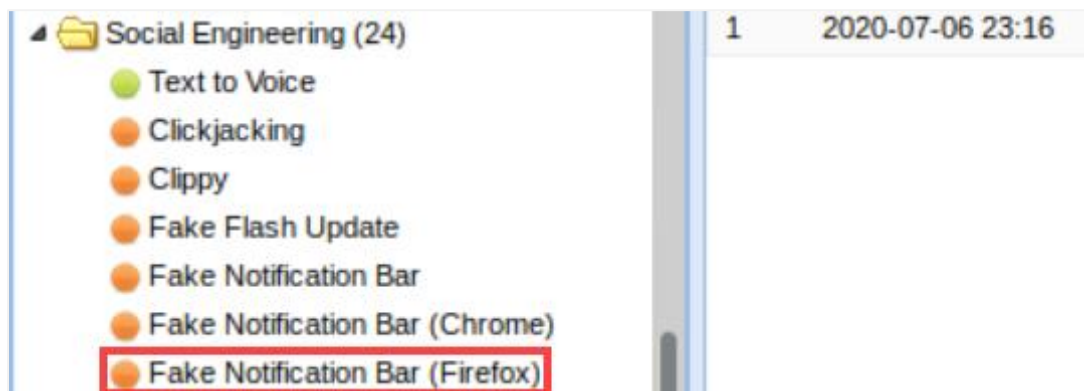 Social Engineering (24)
1 2020-07-06 23:16
Text to Voice
Clickjacking
Clippy
Fake Flash Update
Fake Notification Bar
Fake Notification Bar (Chrome)
Fake Notification Bar (Firefox)